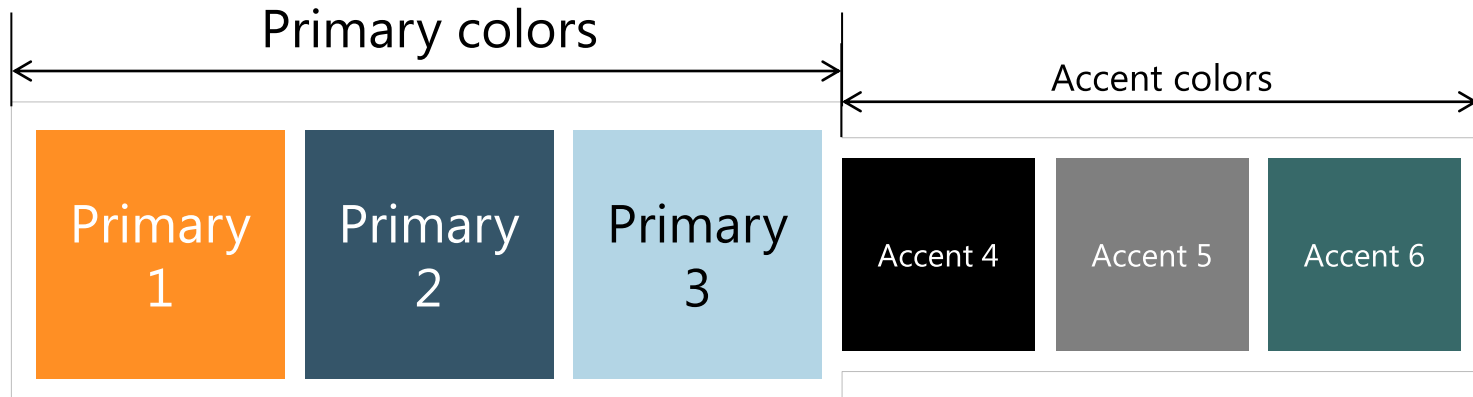 Primary colors
Accent colors
Primary
1
Primary
2
Primary
3
Accent 4
Accent 5
Accent 6